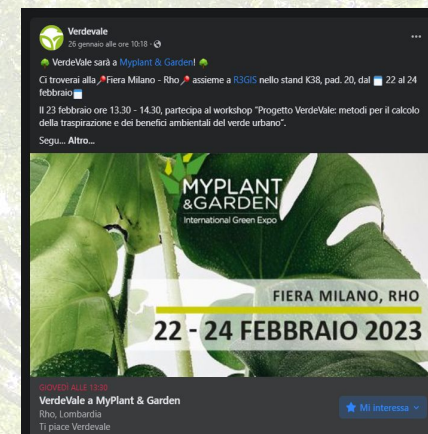 Verdevale
26 gennaio alle ore 10:18 ·
VerdeVale sarà a Myplant & Garden!
Ci troverai alla Fiera Milano - Rho assieme a R3GIS nello stand K38, pad. 20, dal 22 al 24
febbraio
Il 23 febbraio ore 13.30 - 14.30, partecipa al workshop "Progetto VerdeVale: metodi per il calcolo
della traspirazione e dei benefici ambientali del verde urbano".
Segu... Altro...
MYPLANT
&GARDEN
International Green Expo
FIERA MILANO, RHO
22 - 24 FEBBRAIO 2023
GIOVEDÌ ALLE 13:30
VerdeVale a MyPlant & Garden
Rho, Lombardia
Ti piace Verdevale
Mi interessa